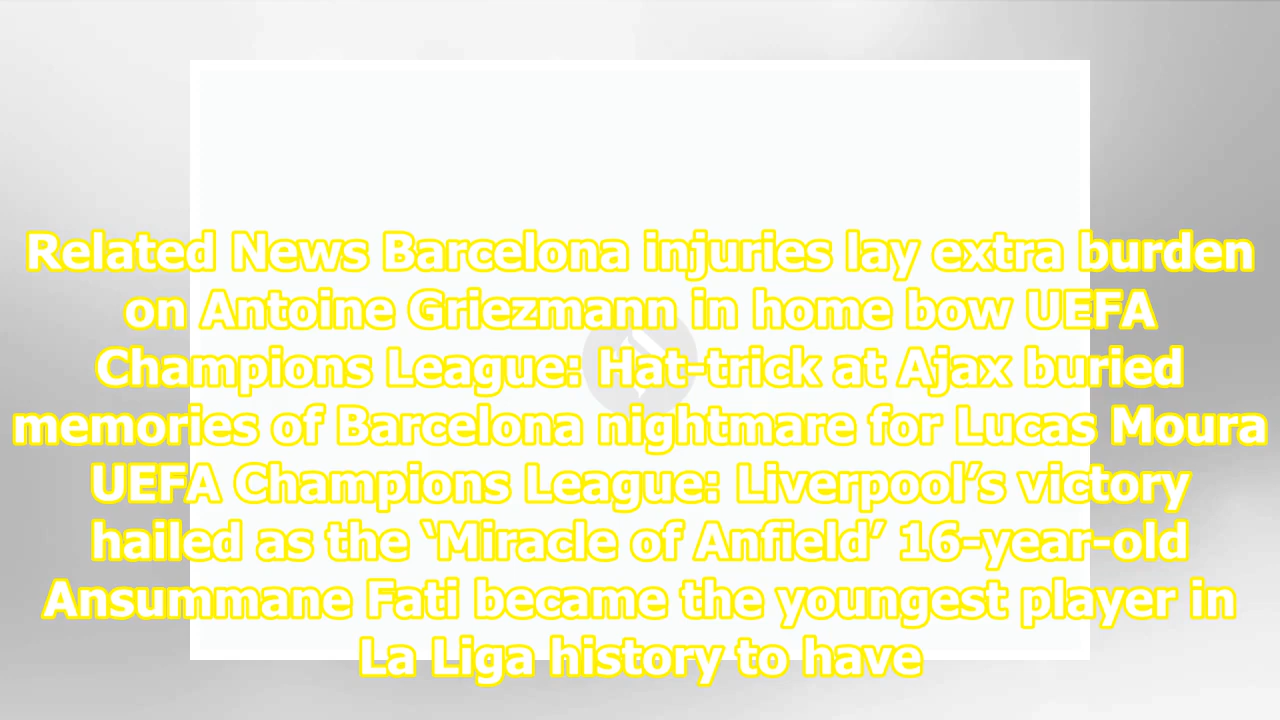 Related News Barcelona injuries lay extra burden
on Antoine Griezmann in home bow UEFA
Champions League: Hat-trick at Ajax buried
memories of Barcelona nightmare for Lucas Moura
UEFA Champions League: Liverpool’s victory
hailed as the ‘Miracle of Anfield’ 16-year-old
Ansummane Fati became the youngest player in
La Liga history to have